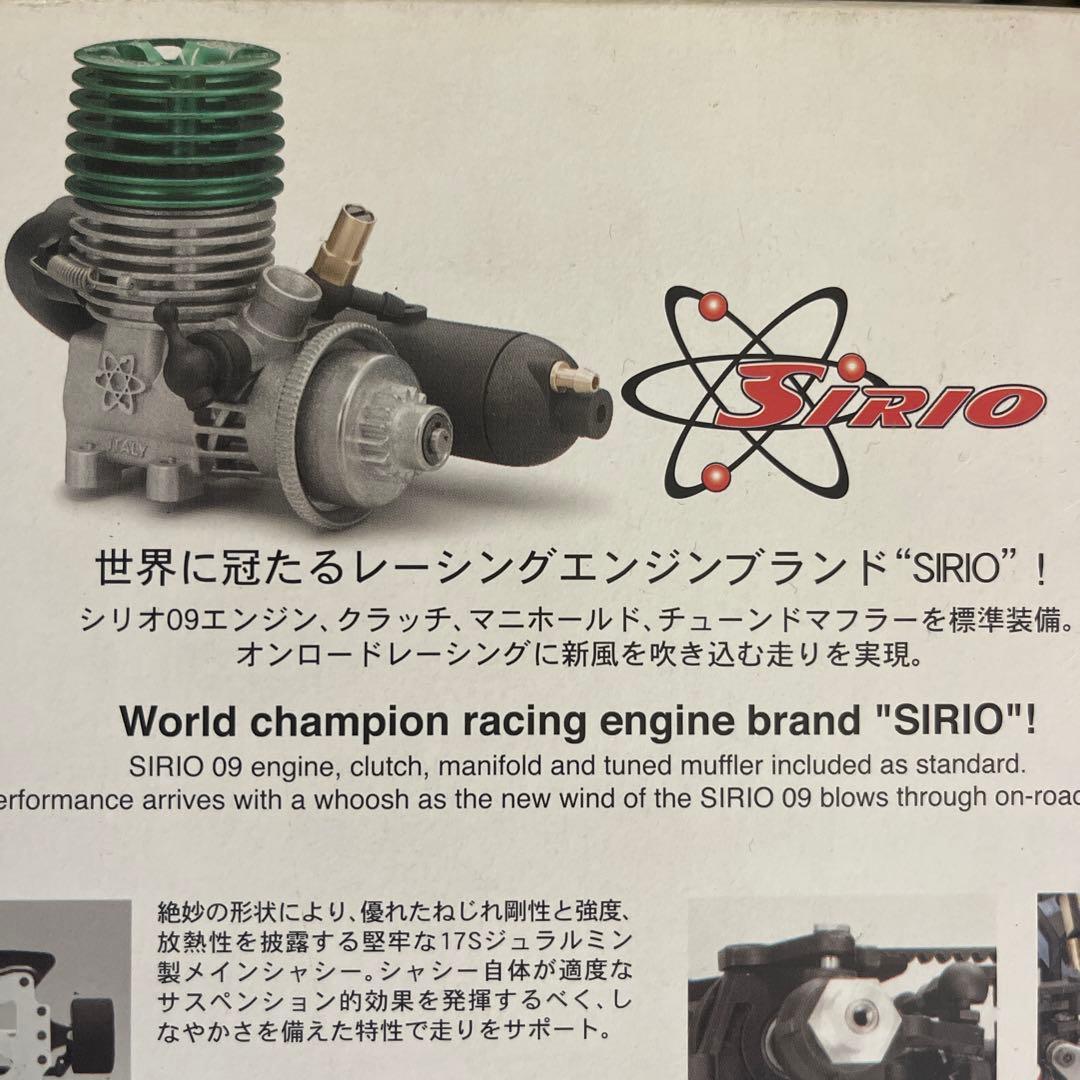 ITALY
SIRIO
世界に冠たるレーシングエンジンブランド“SIRIO”！
シリオ09エンジン、クラッチ、マニホールド、チューンドマフラーを標準装備。
オンロードレーシングに新風を吹き込む走りを実現。
World champion racing engine brand "SIRIO"!
SIRIO 09 engine, clutch, manifold and tuned muffler included as standard.
arrives with a whoosh as the new wind of the SIRIO 09 blows through
絶妙の形状により、優れたねじれ剛性と強度、
放熱性を披露する堅牢な17Sジュラルミン
製メインシャシー。シャシー自体が適度な
サスペンション的効果を発揮するべく、し
なやかさを備えた特性で走りをサポート。